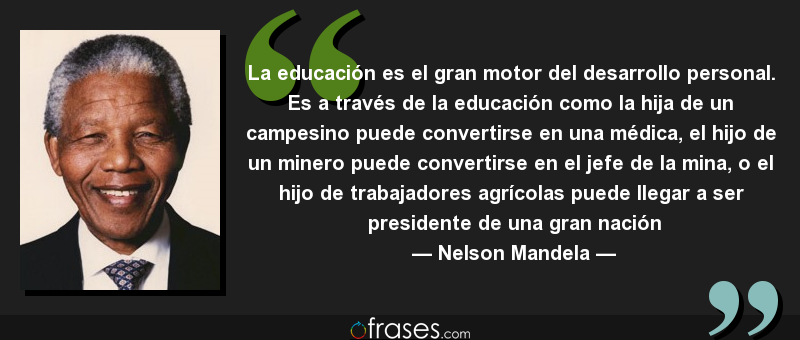 La educación es el gran motor del desarrollo personal.
Es a través de la educación como la hija de un
campesino puede convertirse en una médica, el hijo de
un minero puede convertirse en el jefe de la mina, o el
hijo de trabajadores agrícolas puede llegar a ser
presidente de una gran nación
— Nelson Mandela —
frases.com